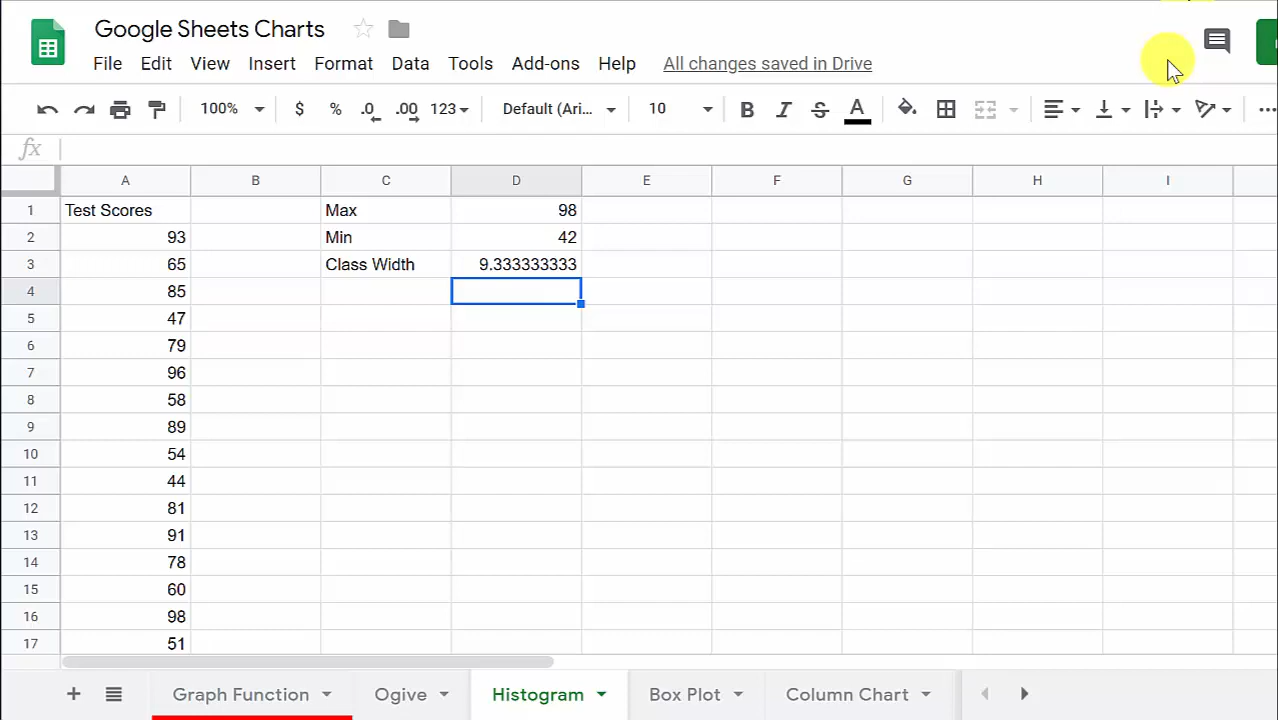 Google Sheets Charts
File Edit View Insert Format Data Tools Add-ons Help All changes saved in Drive
100% $ % .0 .00 123 Default (Ari... 10 B I S A ...
fx
A B C D E F G H I
1 Test Scores Max 98
2 93 Min 42
3 65 Class Width 9.333333333
4 85
5 47
6 79
7 96
8 58
9 89
10 54
11 44
12 81
13 91
14 78
15 60
16 98
17 51
+ Graph Function Ogive Histogram Box Plot Column Chart